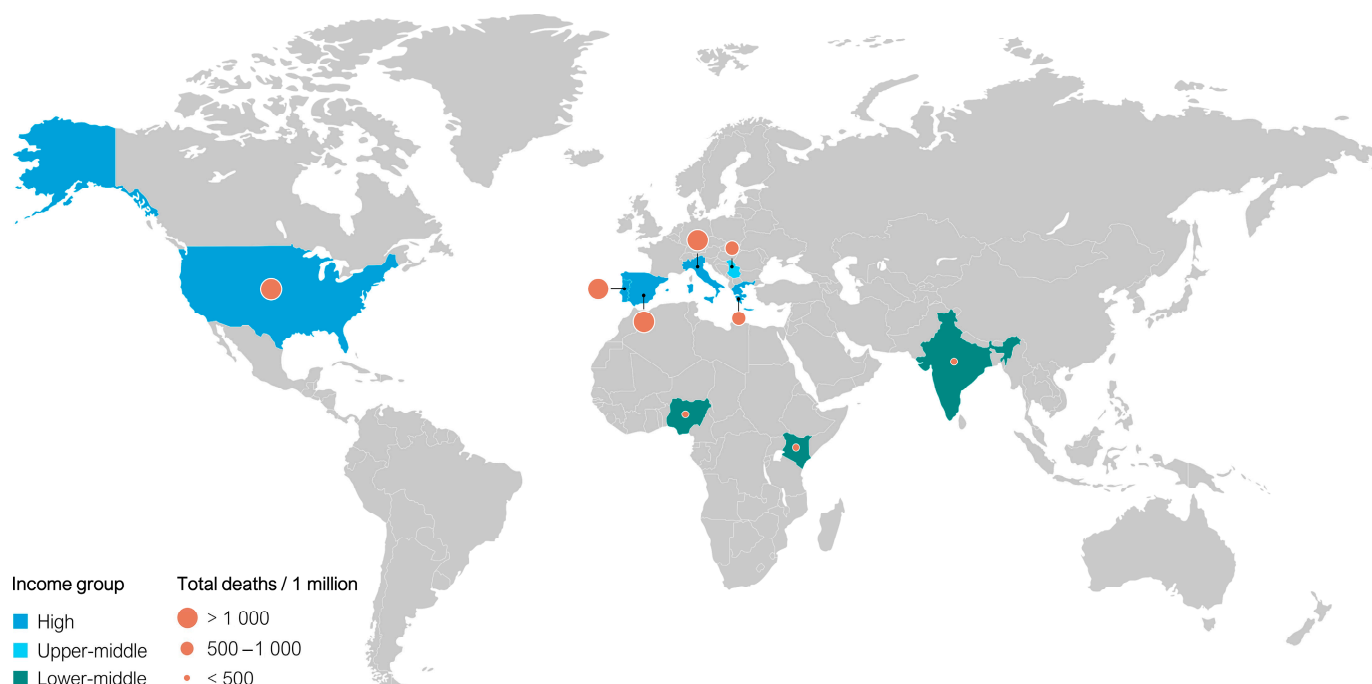 Income group
High
Upper-middle
Lower-middle
Total deaths / 1 million
> 1 000
500–1 000
< 500